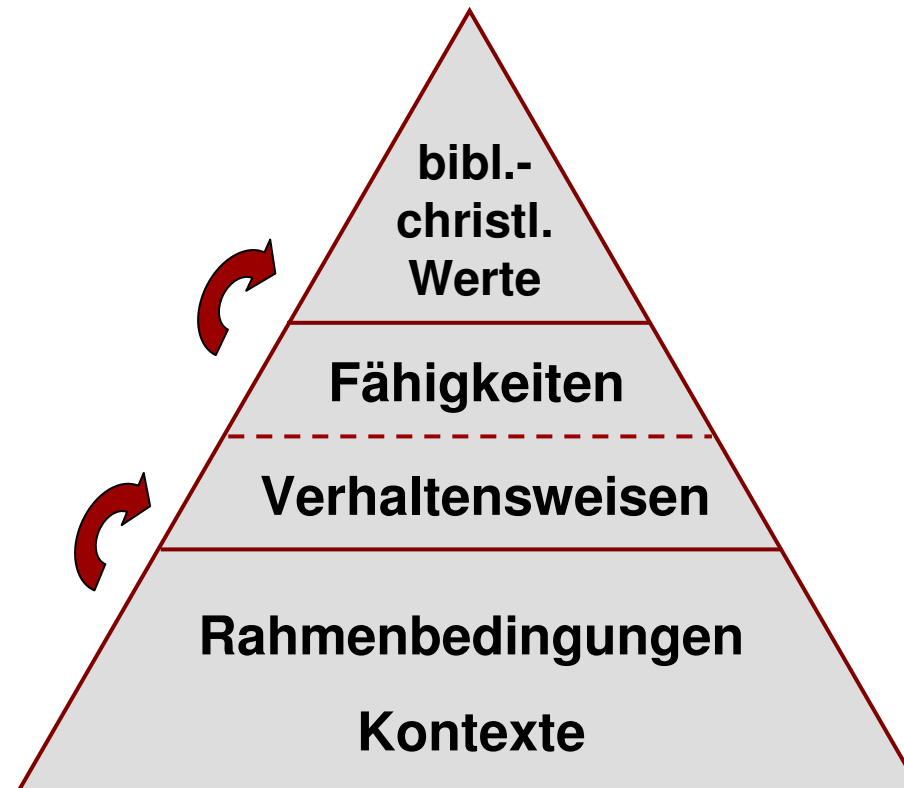 bibl.-
christl.
Werte
Fähigkeiten
Verhaltensweisen
Rahmenbedingungen
Kontexte